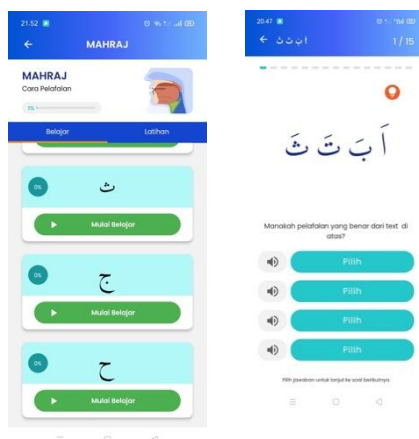 21.52
MAHRAJ
MAHRAJ
Cara Pelafalan
Belajar
Latihan
0%
ث
Mulai Belajar
0%
ج
Mulai Belajar
0%
ح
Mulai Belajar
20.47
ا ب ت ث
1 / 15
اَ بَ تَ ثَ
Manakah pelafalan yang benar dari text di
atas?
Pilih
Pilih
Pilih
Pilih
Pilih jawaban untuk lanjut ke soal berikutnya